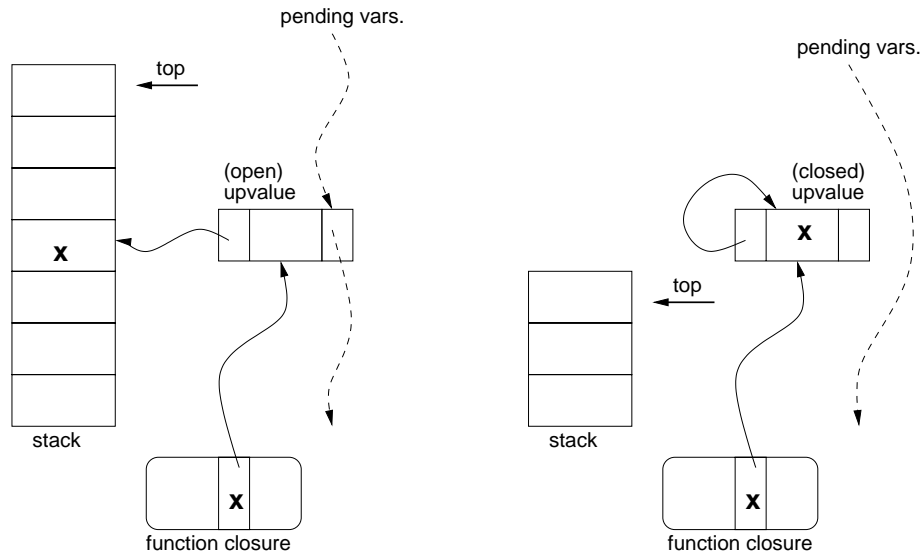 pending vars.
top
(open)
upvalue
x
stack
x
function closure
pending vars.
(closed)
upvalue
x
top
stack
x
function closure